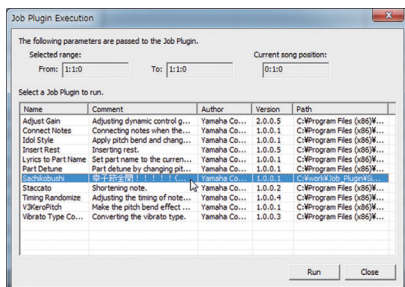 Job Plugin Execution
The following parameters are passed to the Job Plugin.
Selected range: Current song position:
From: 1:1:0 To: 1:1:0 0:1:0
Select a Job Plugin to run.
Name Comment Author Version Path
Adjust Gain Adjusting dynamic control g... Yamaha Co... 2.0.0.5 C:¥Program Files (x86)¥...
Connect Notes Connecting notes when the... Yamaha Co... 1.0.0.1 C:¥Program Files (x86)¥...
Idol Style Apply pitch bend and chang... Yamaha Co... 1.0.0.1 C:¥Program Files (x86)¥...
Insert Rest Inserting rest. Yamaha Co... 1.0.0.5 C:¥Program Files (x86)¥...
Lyrics to Part Name Set part name to the curren... Yamaha Co... 1.0.0.1 C:¥Program Files (x86)¥...
Part Detune Part detune by changing pit... Yamaha Co... 1.0.0.1 C:¥Program Files (x86)¥...
Sachikobushi 幸子節全開！！！！！(... Yamaha Co... 1.0.0.1 C:¥work¥Job_Plugin¥Si...
Staccato Shortening note. Yamaha Co... 1.0.0.2 C:¥Program Files (x86)¥...
Timing Randomize Adjusting the timing of note... Yamaha Co... 1.0.0.4 C:¥Program Files (x86)¥...
V3KeroPitch Make the pitch bend effect ... Yamaha Co... 1.0.0.1 C:¥Program Files (x86)¥...
Vibrato Type Co... Converting the vibrato type. Yamaha Co... 1.0.0.3 C:¥Program Files (x86)¥...
Run Close